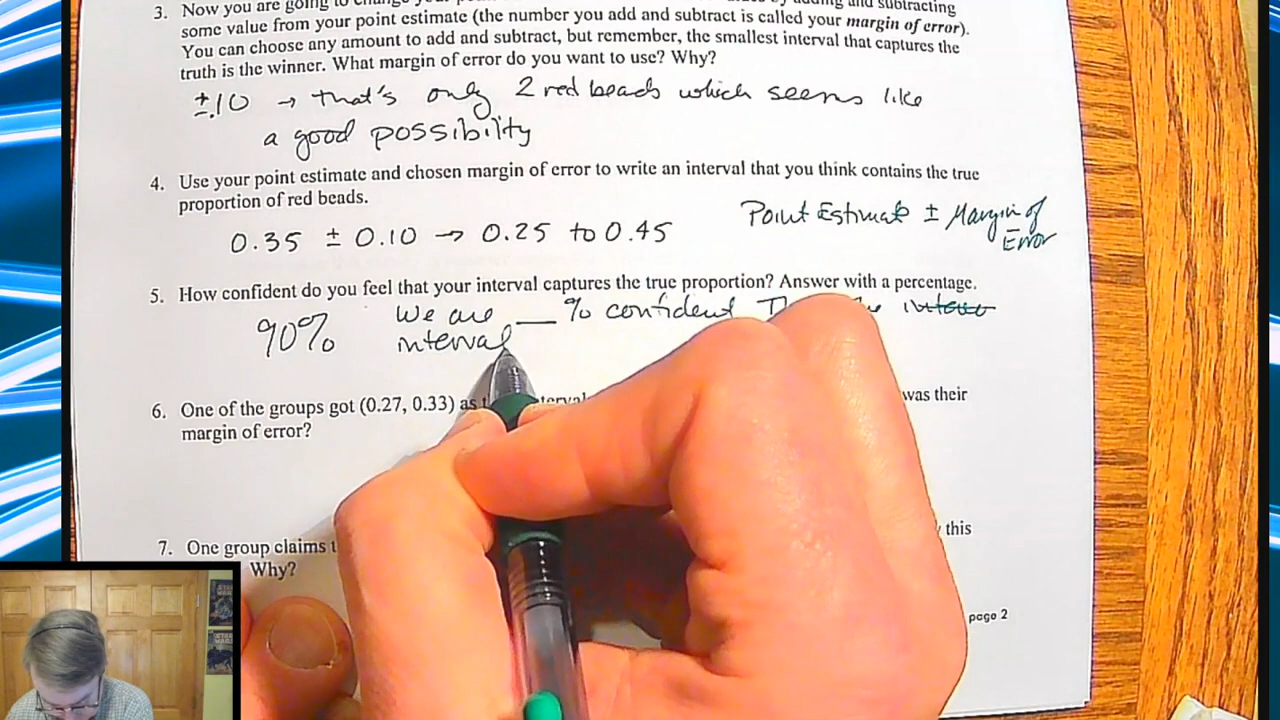 3. Now you are going to change your point and subtracting
some value from your point estimate (the number you add and subtract is called your margin of error).
You can choose any amount to add and subtract, but remember, the smallest interval that captures the
truth is the winner. What margin of error do you want to use? Why?
±.10 → that's only 2 red beads which seems like
a good possibility
4. Use your point estimate and chosen margin of error to write an interval that you think contains the true
proportion of red beads.
Point Estimate ± Margin of
Error
0.35 ± 0.10 → 0.25 to 0.45
5. How confident do you feel that your interval captures the true proportion? Answer with a percentage.
90% We are __ % confident
interval
6. One of the groups got (0.27, 0.33) as was their
margin of error?
7. One group claims this
Why?
page 2